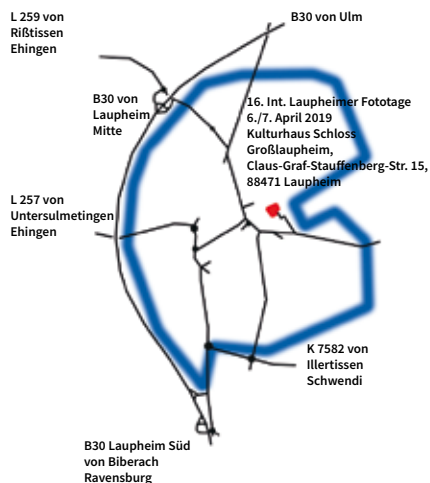 L 259 von
Rißtissen
Ehingen
B30 von Ulm
B30 von
Laupheim
Mitte
16. Int. Laupheimer Fototage
6./7. April 2019
Kulturhaus Schloss
Großlaupheim,
Claus-Graf-Stauffenberg-Str. 15,
88471 Laupheim
L 257 von
Untersulmetingen
Ehingen
K 7582 von
Illertissen
Schwendi
B30 Laupheim Süd
von Biberach
Ravensburg